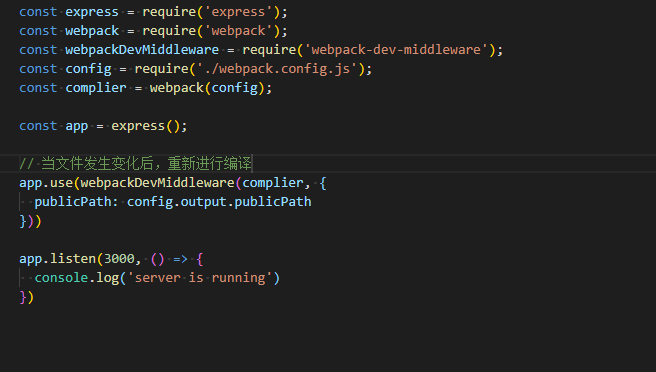 const express = require('express');
const webpack = require('webpack');
const webpackDevMiddleware = require('webpack-dev-middleware');
const config = require('./webpack.config.js');
const complier = webpack(config);
const app = express();
// 当文件发生变化后，重新进行编译
app.use(webpackDevMiddleware(complier, {
  publicPath: config.output.publicPath
}))
app.listen(3000, () => {
  console.log('server is running')
})